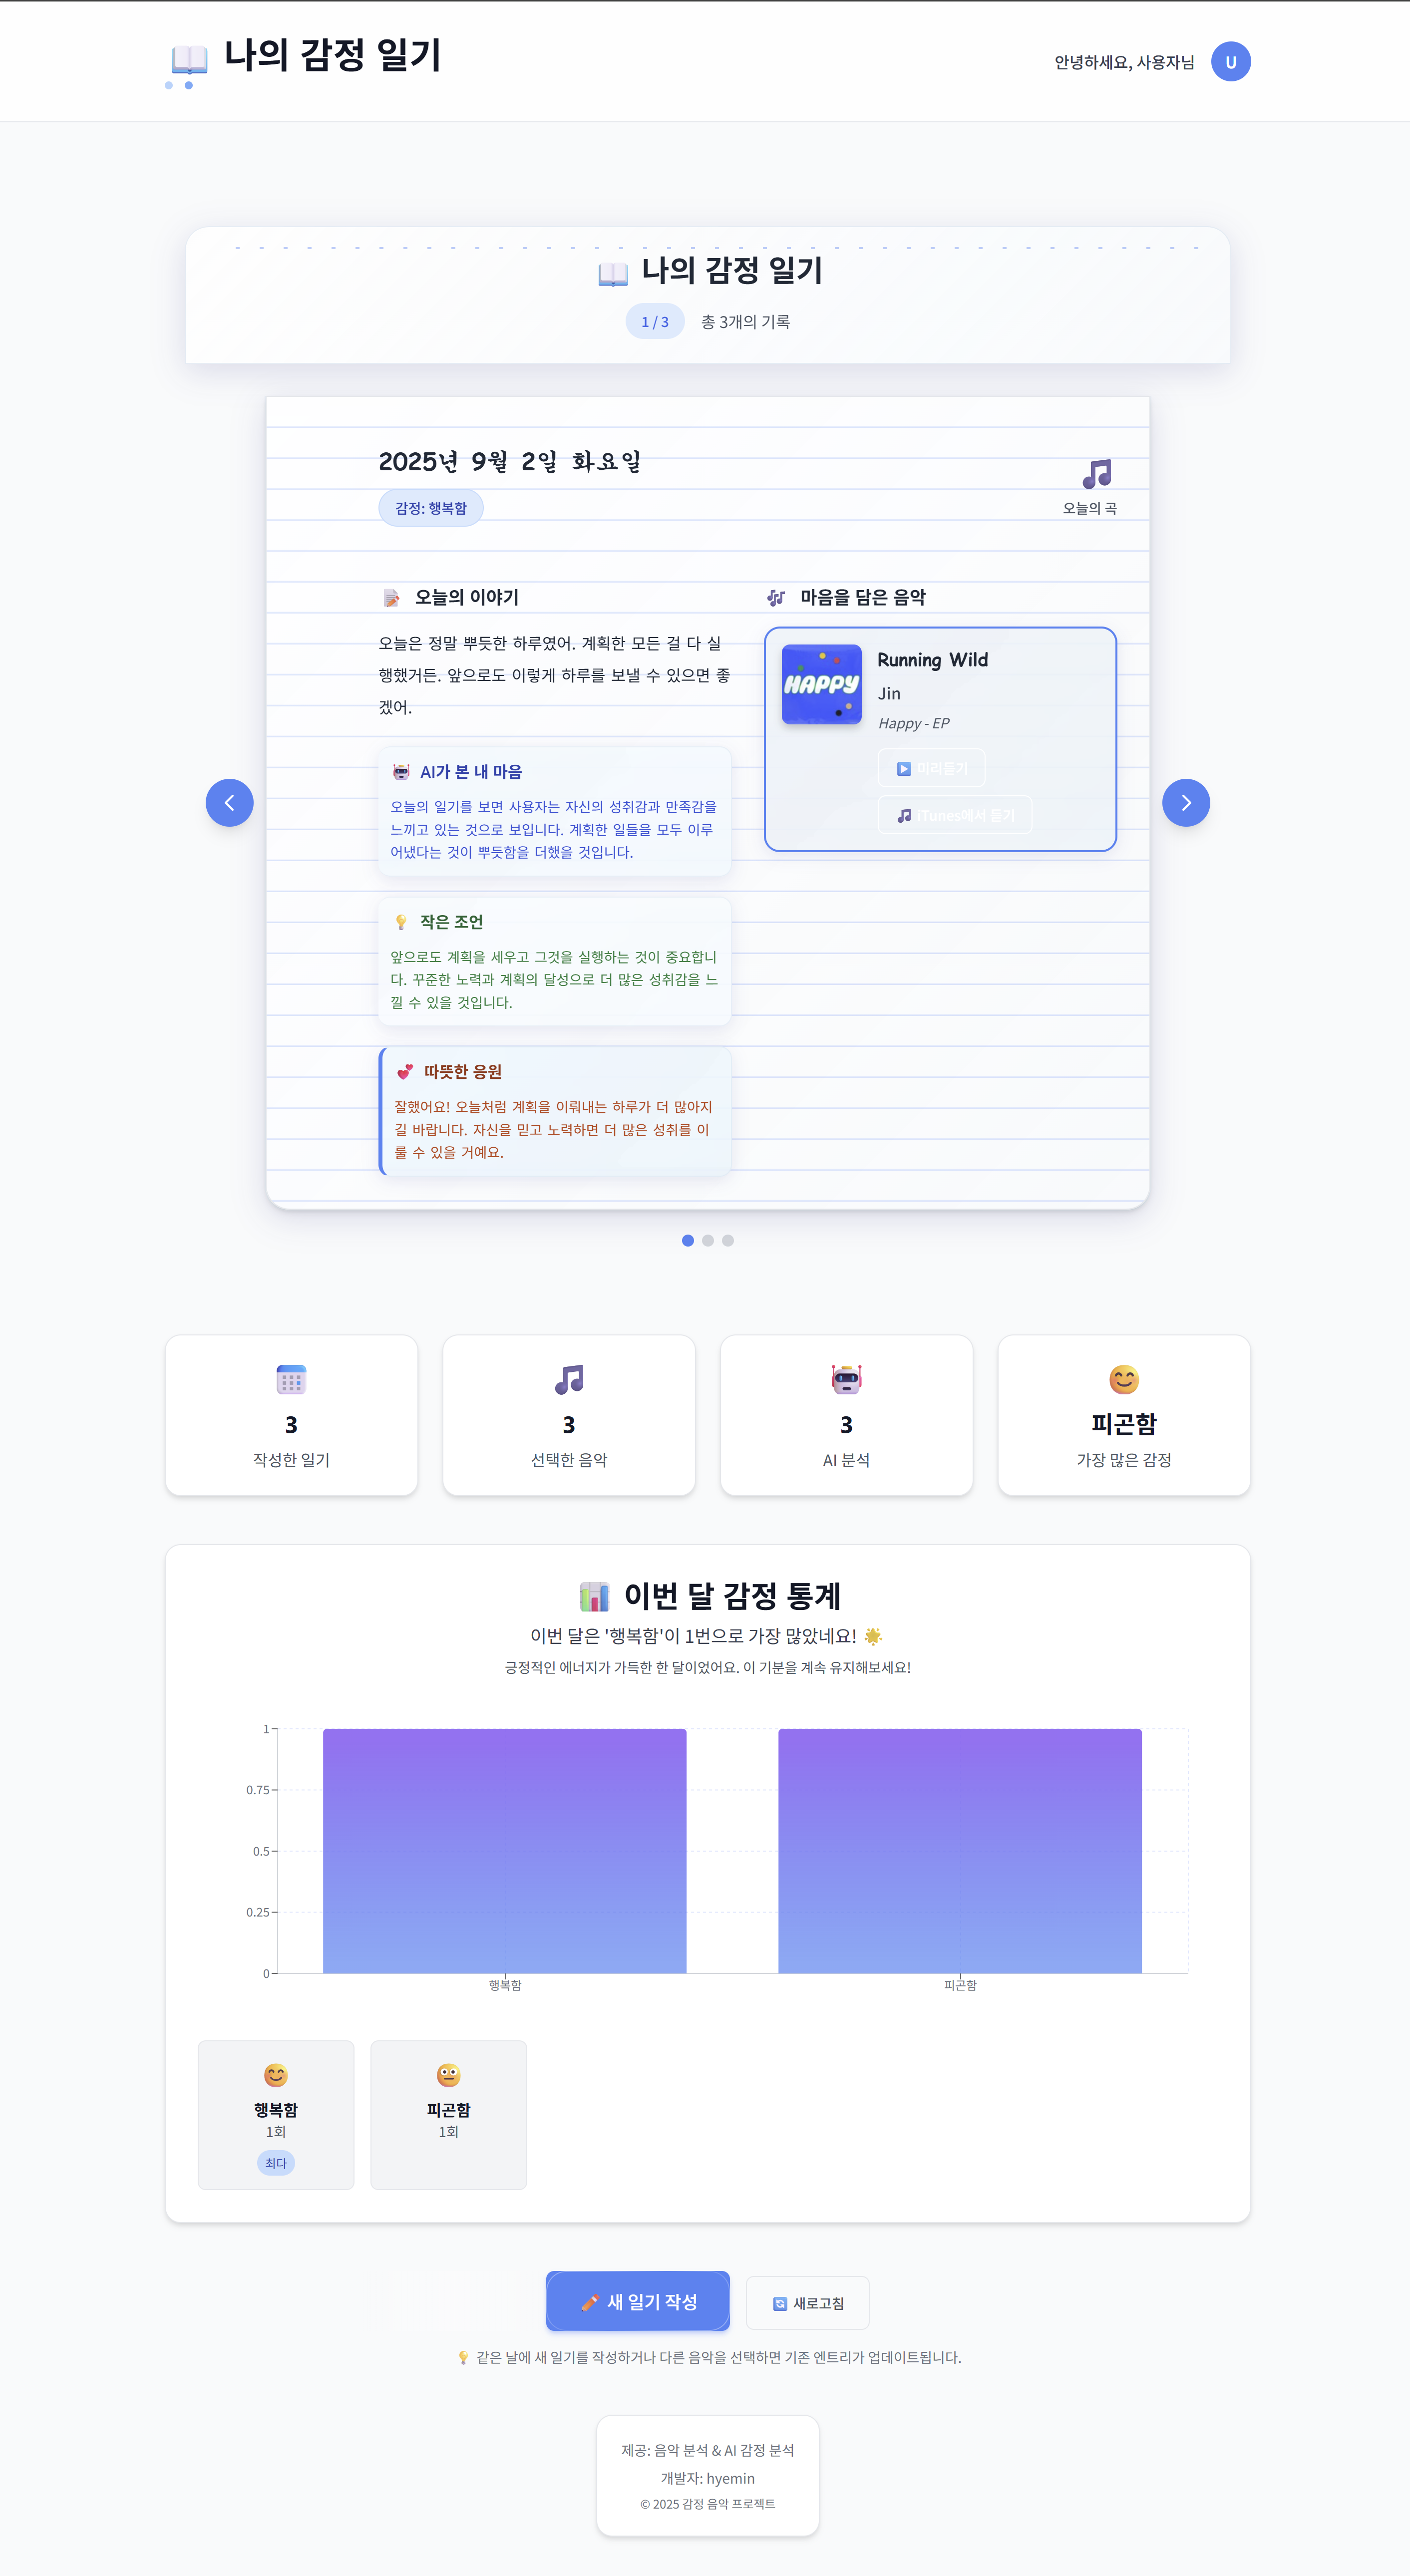 나의 감정 일기
안녕하세요, 사용자님
U
나의 감정 일기
1 / 3
총 3개의 기록
2025년 9월 2일 화요일
감정: 행복함
오늘의 곡
오늘의 이야기
오늘은 정말 뿌듯한 하루였어. 계획한 모든 걸 다 실
행했거든. 앞으로도 이렇게 하루를 보낼 수 있으면 좋
겠어.
AI가 본 내 마음
오늘의 일기를 보면 사용자는 자신의 성취감과 만족감을
느끼고 있는 것으로 보입니다. 계획한 일들을 모두 이루
어냈다는 것이 뿌듯함을 더했을 것입니다.
작은 조언
앞으로도 계획을 세우고 그것을 실행하는 것이 중요합니
다. 꾸준한 노력과 계획의 달성으로 더 많은 성취감을 느
낄 수 있을 것입니다.
따뜻한 응원
잘했어요! 오늘처럼 계획을 이뤄내는 하루가 더 많아지
길 바랍니다. 자신을 믿고 노력하면 더 많은 성취를 이
룰 수 있을 거예요.
마음을 담은 음악
HAPPY
Running Wild
Jin
Happy - EP
미리듣기
iTunes에서 듣기
3
작성한 일기
3
선택한 음악
3
AI 분석
피곤함
가장 많은 감정
이번 달 감정 통계
이번 달은 '행복함'이 1번으로 가장 많았네요!
긍정적인 에너지가 가득한 한 달이었어요. 이 기분을 계속 유지해보세요!
1
0.75
0.5
0.25
0
행복함
피곤함
행복함
1회
최다
피곤함
1회
새 일기 작성
새로고침
같은 날에 새 일기를 작성하거나 다른 음악을 선택하면 기존 엔트리가 업데이트됩니다.
제공: 음악 분석 & AI 감정 분석
개발자: hyemin
© 2025 감정 음악 프로젝트